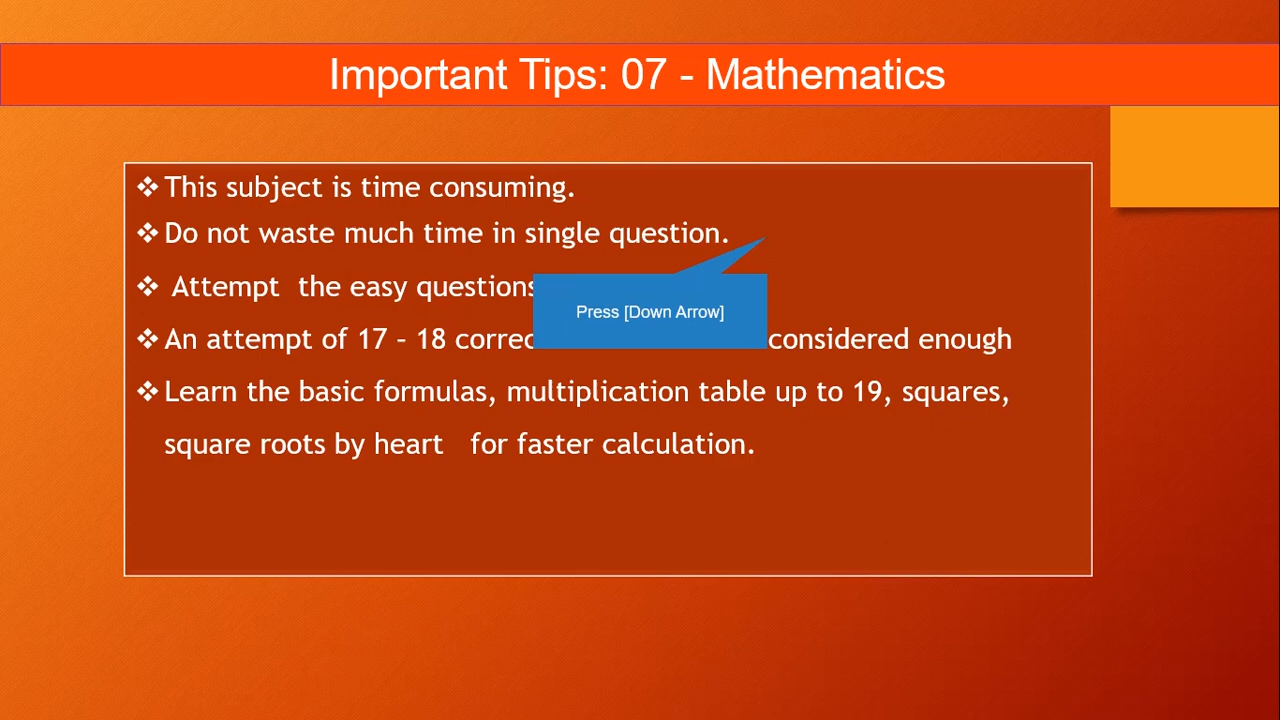 Important Tips: 07 - Mathematics
❖ This subject is time consuming.
❖ Do not waste much time in single question.
❖ Attempt the easy questions
Press [Down Arrow]
❖ An attempt of 17 – 18 considered enough
❖ Learn the basic formulas, multiplication table up to 19, squares,
square roots by heart for faster calculation.